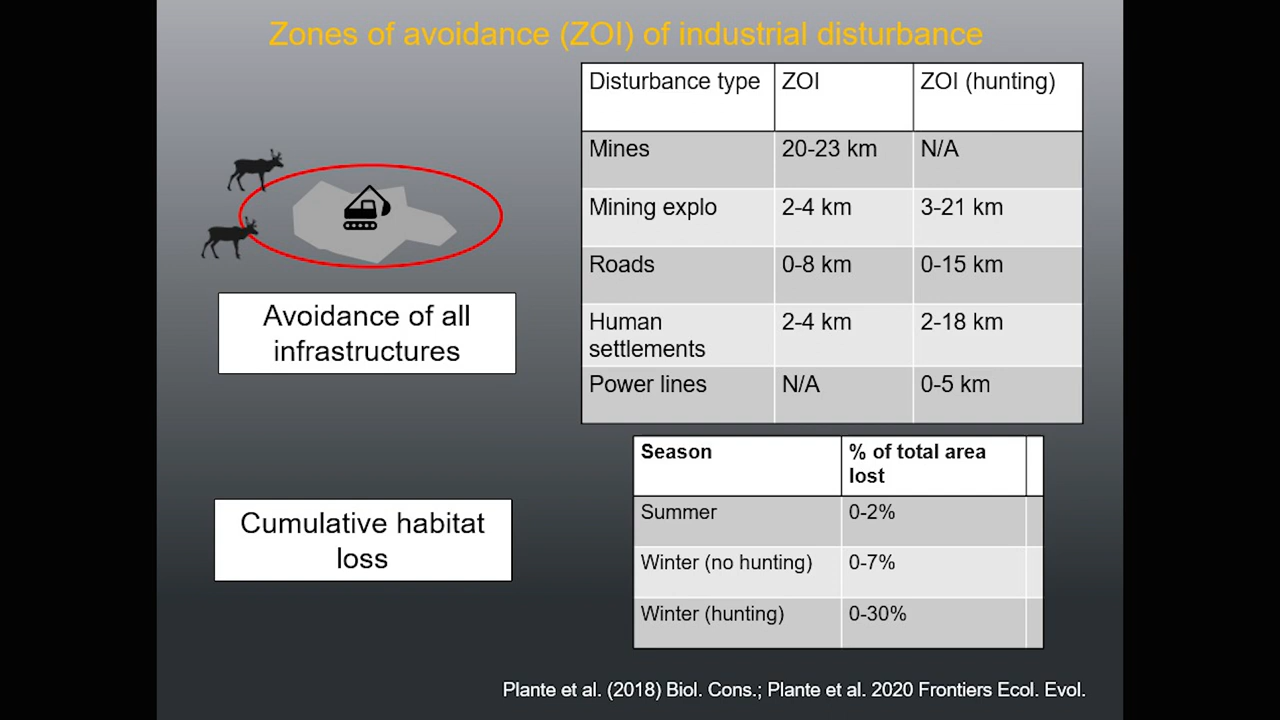 Zones of avoidance (ZOI) of industrial disturbance
Disturbance type ZOI ZOI (hunting)
Mines 20-23 km N/A
Mining explo 2-4 km 3-21 km
Roads 0-8 km 0-15 km
Human settlements 2-4 km 2-18 km
Power lines N/A 0-5 km
Avoidance of all
infrastructures
Season % of total area lost
Summer 0-2%
Winter (no hunting) 0-7%
Winter (hunting) 0-30%
Cumulative habitat
loss
Plante et al. (2018) Biol. Cons.; Plante et al. 2020 Frontiers Ecol. Evol.